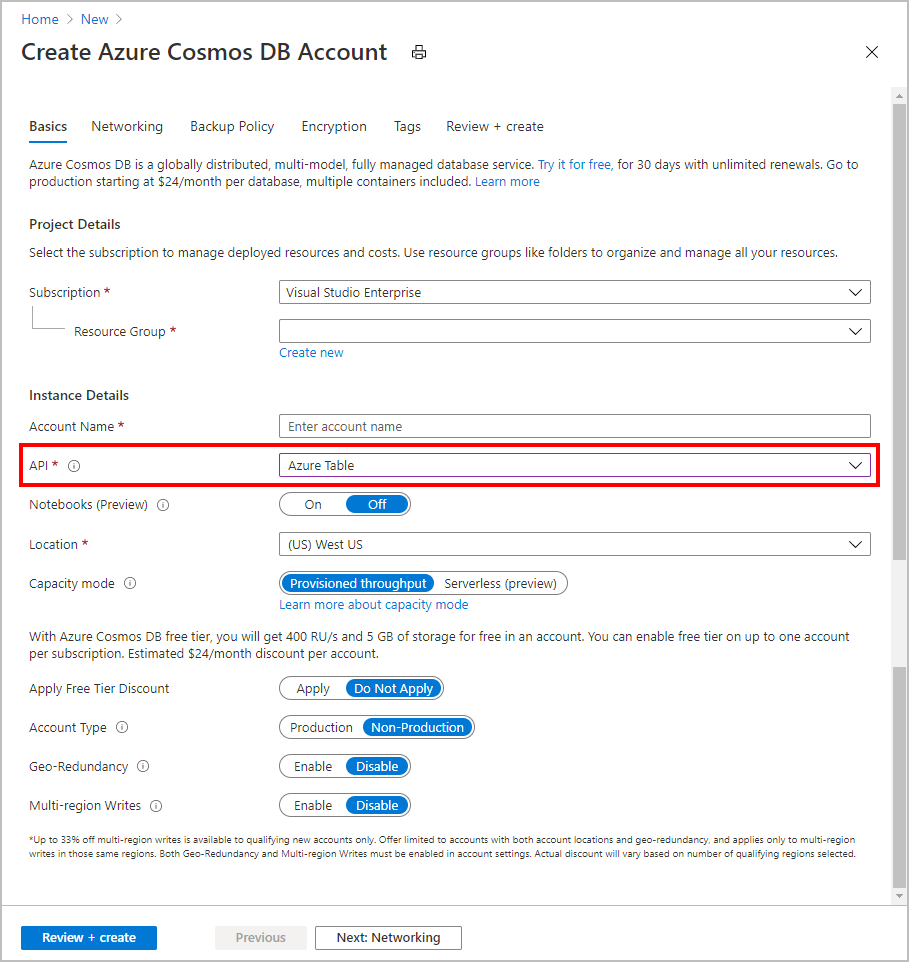 Home > New >
Create Azure Cosmos DB Account
Basics Networking Backup Policy Encryption Tags Review + create
Azure Cosmos DB is a globally distributed, multi-model, fully managed database service. Try it for free, for 30 days with unlimited renewals. Go to
production starting at $24/month per database, multiple containers included. Learn more
Project Details
Select the subscription to manage deployed resources and costs. Use resource groups like folders to organize and manage all your resources.
Subscription * Visual Studio Enterprise
Resource Group *
Create new
Instance Details
Account Name * Enter account name
API * Azure Table
Notebooks (Preview) On Off
Location * (US) West US
Capacity mode Provisioned throughput Serverless (preview)
Learn more about capacity mode
With Azure Cosmos DB free tier, you will get 400 RU/s and 5 GB of storage for free in an account. You can enable free tier on up to one account
per subscription. Estimated $24/month discount per account.
Apply Free Tier Discount Apply Do Not Apply
Account Type Production Non-Production
Geo-Redundancy Enable Disable
Multi-region Writes Enable Disable
*Up to 33% off multi-region writes is available to qualifying new accounts only. Offer limited to accounts with both account locations and geo-redundancy, and applies only to multi-region
writes in those same regions. Both Geo-Redundancy and Multi-region Writes must be enabled in account settings. Actual discount will vary based on number of qualifying regions selected.
Review + create Previous Next: Networking